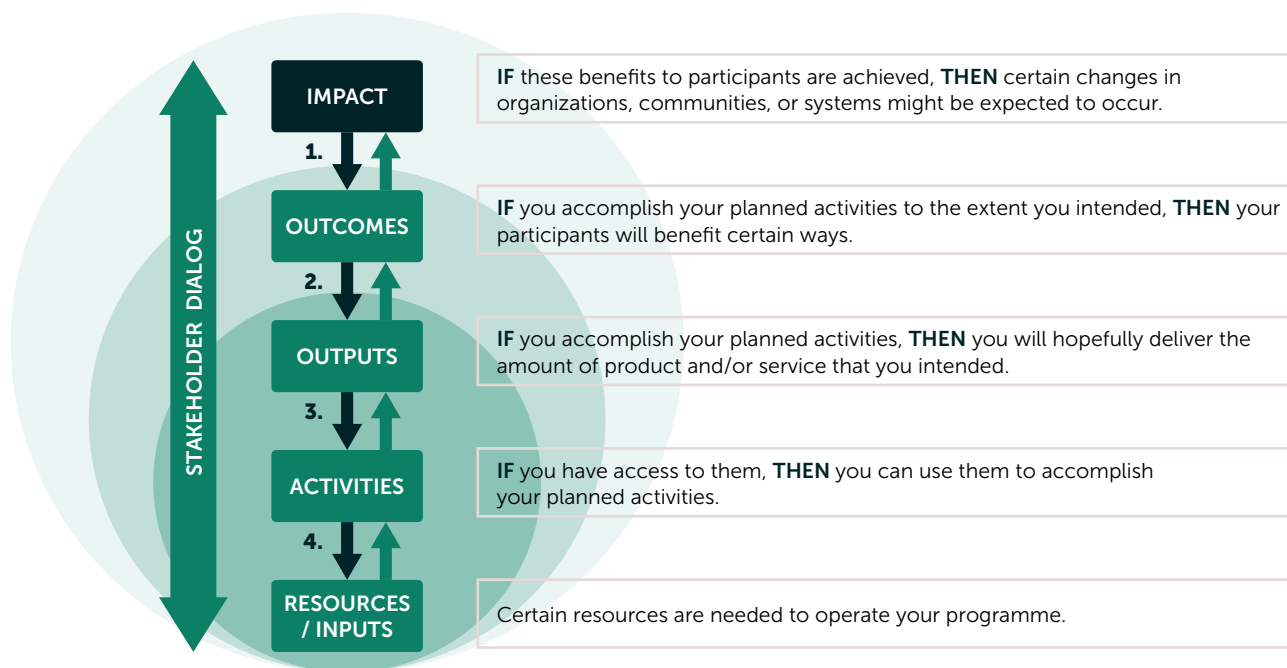 STAKEHOLDER DIALOG
IMPACT
IF these benefits to participants are achieved, THEN certain changes in
organizations, communities, or systems might be expected to occur.
1.
OUTCOMES
IF you accomplish your planned activities to the extent you intended, THEN your
participants will benefit certain ways.
2.
OUTPUTS
IF you accomplish your planned activities, THEN you will hopefully deliver the
amount of product and/or service that you intended.
3.
ACTIVITIES
IF you have access to them, THEN you can use them to accomplish
your planned activities.
4.
RESOURCES
/ INPUTS
Certain resources are needed to operate your programme.